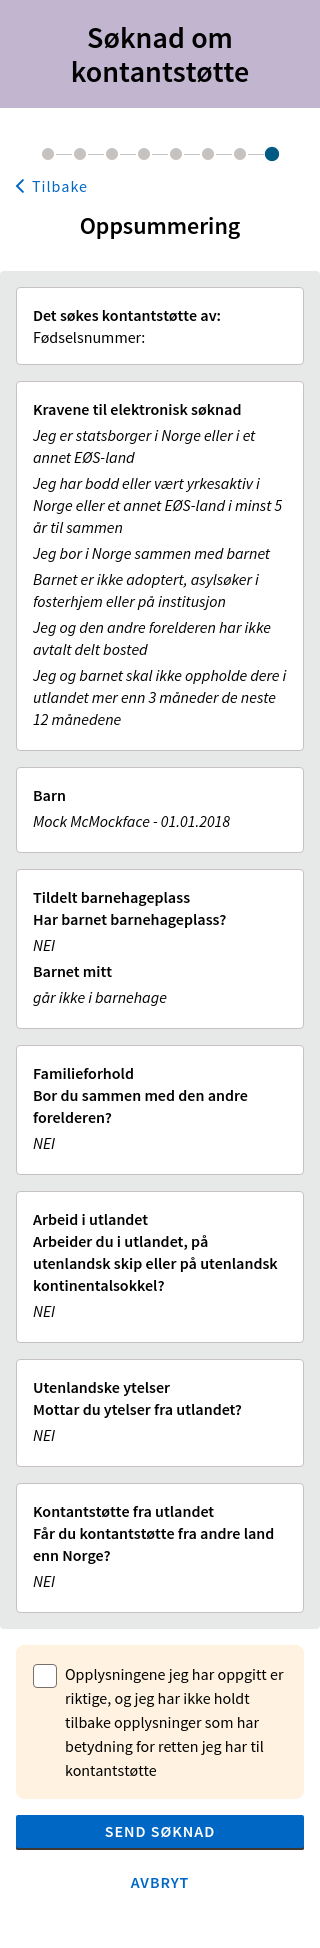 Søknad om
kontantstøtte
Tilbake
Oppsummering
Det søkes kontantstøtte av:
Fødselsnummer:
Kravene til elektronisk søknad
Jeg er statsborger i Norge eller i et
annet EØS-land
Jeg har bodd eller vært yrkesaktiv i
Norge eller et annet EØS-land i minst 5
år til sammen
Jeg bor i Norge sammen med barnet
Barnet er ikke adoptert, asylsøker i
fosterhjem eller på institusjon
Jeg og den andre forelderen har ikke
avtalt delt bosted
Jeg og barnet skal ikke oppholde dere i
utlandet mer enn 3 måneder de neste
12 månedene
Barn
Mock McMockface - 01.01.2018
Tildelt barnehageplass
Har barnet barnehageplass?
NEI
Barnet mitt
går ikke i barnehage
Familieforhold
Bor du sammen med den andre
forelderen?
NEI
Arbeid i utlandet
Arbeider du i utlandet, på
utenlandsk skip eller på utenlandsk
kontinentalsokkel?
NEI
Utenlandske ytelser
Mottar du ytelser fra utlandet?
NEI
Kontantstøtte fra utlandet
Får du kontantstøtte fra andre land
enn Norge?
NEI
Opplysningene jeg har oppgitt er
riktige, og jeg har ikke holdt
tilbake opplysninger som har
betydning for retten jeg har til
kontantstøtte
SEND SØKNAD
AVBRYT